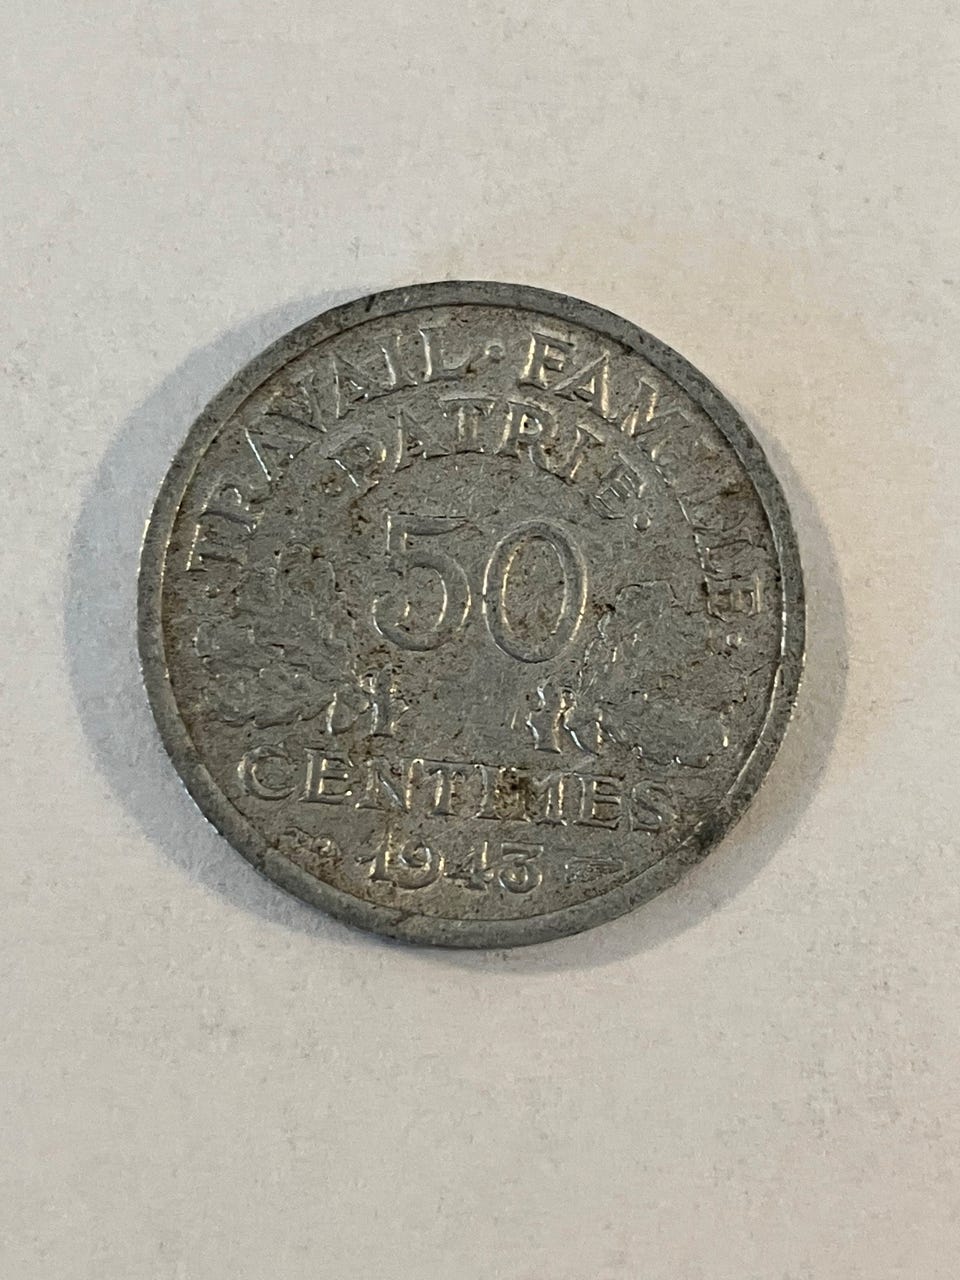 TRAVAIL · FAMILLE ·
· PATRIE ·
50
CENTIMES
1943